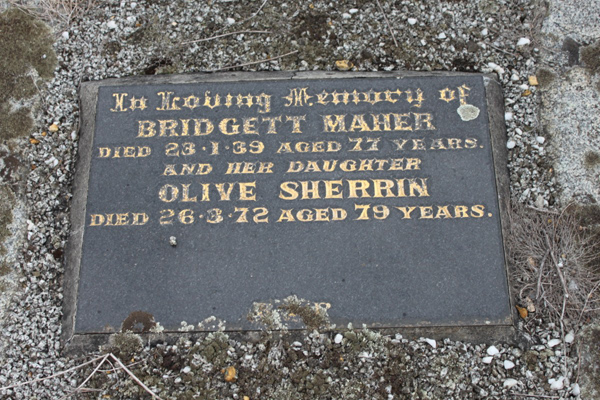 In Loving Memory of
BRIDGETT MAHER
DIED 23·1·39 AGED 77 YEARS.
AND HER DAUGHTER
OLIVE SHERRIN
DIED 26·3·72 AGED 79 YEARS.